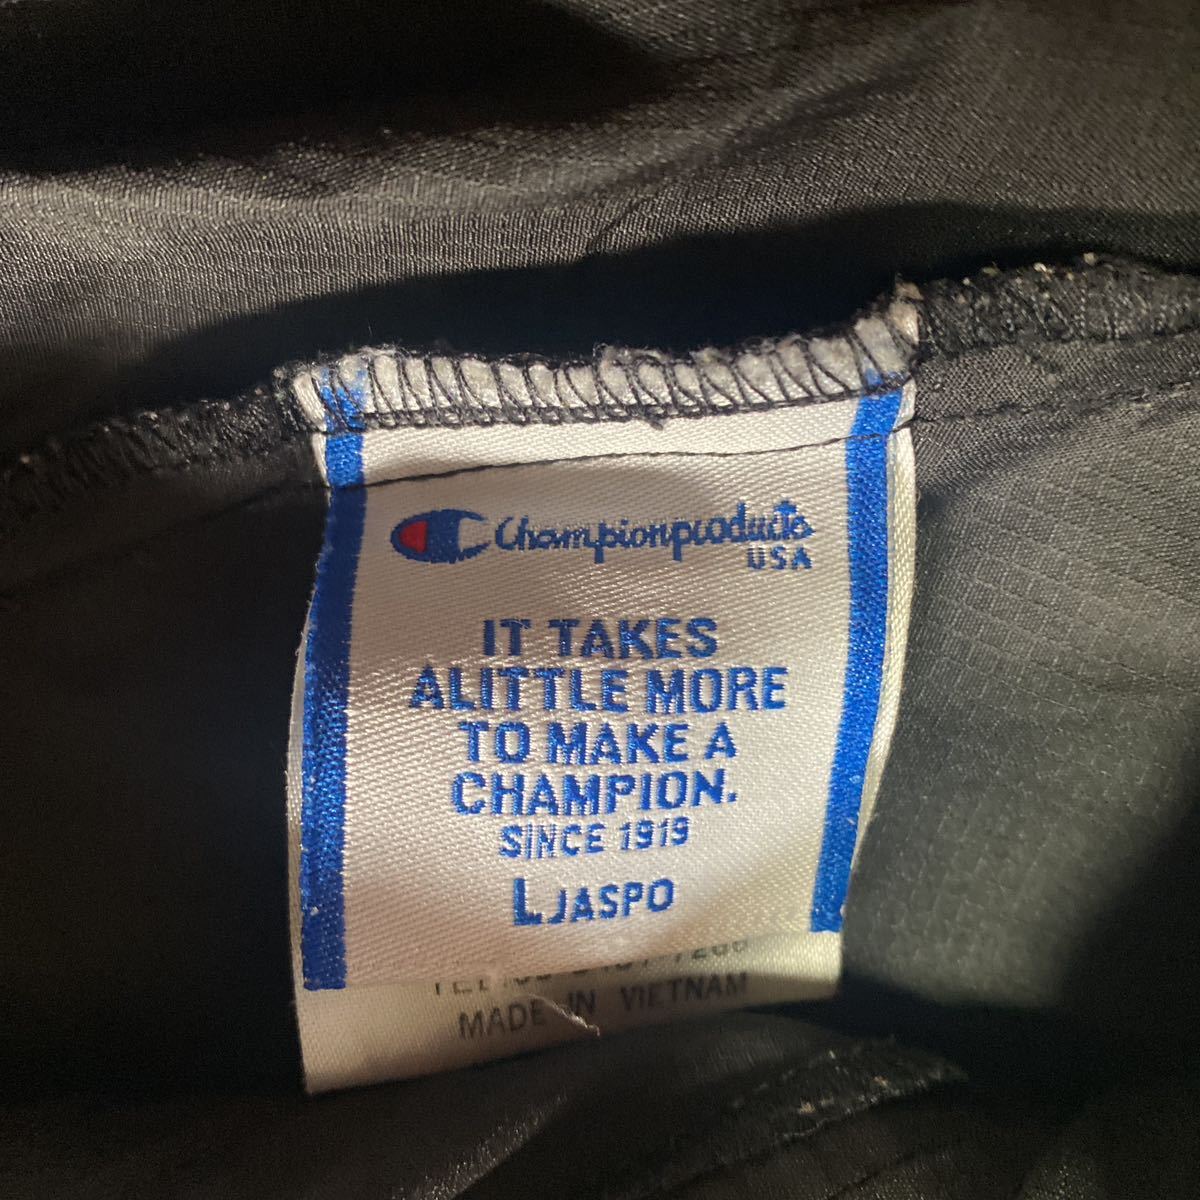 Championproducts
USA
IT TAKES
ALITTLE MORE
TO MAKE A
CHAMPION.
SINCE 1919
L JASPO
MADE IN VIETNAM